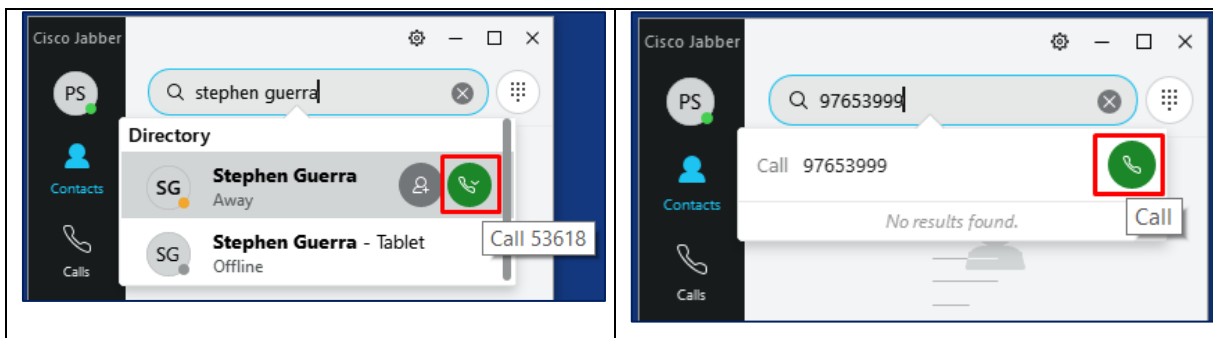 Cisco Jabber
PS
stephen guerra
Directory
SG
Stephen Guerra
Away
Contacts
Call 53618
SG
Stephen Guerra - Tablet
Offline
Calls
Cisco Jabber
PS
97653999
Call 97653999
Contacts
Call
No results found.
Calls